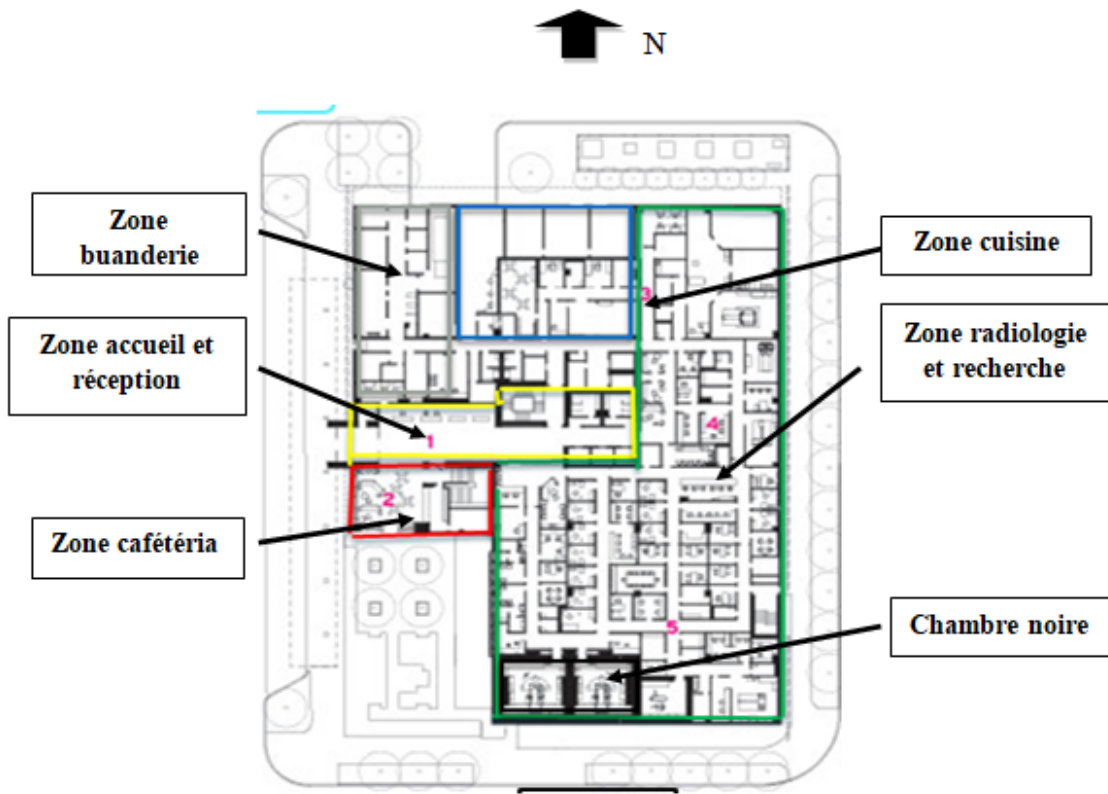 N
Zone
buanderie
Zone cuisine
Zone accueil et
réception
Zone radiologie
et recherche
3
4
1
2
Zone cafétéria
5
Chambre noire